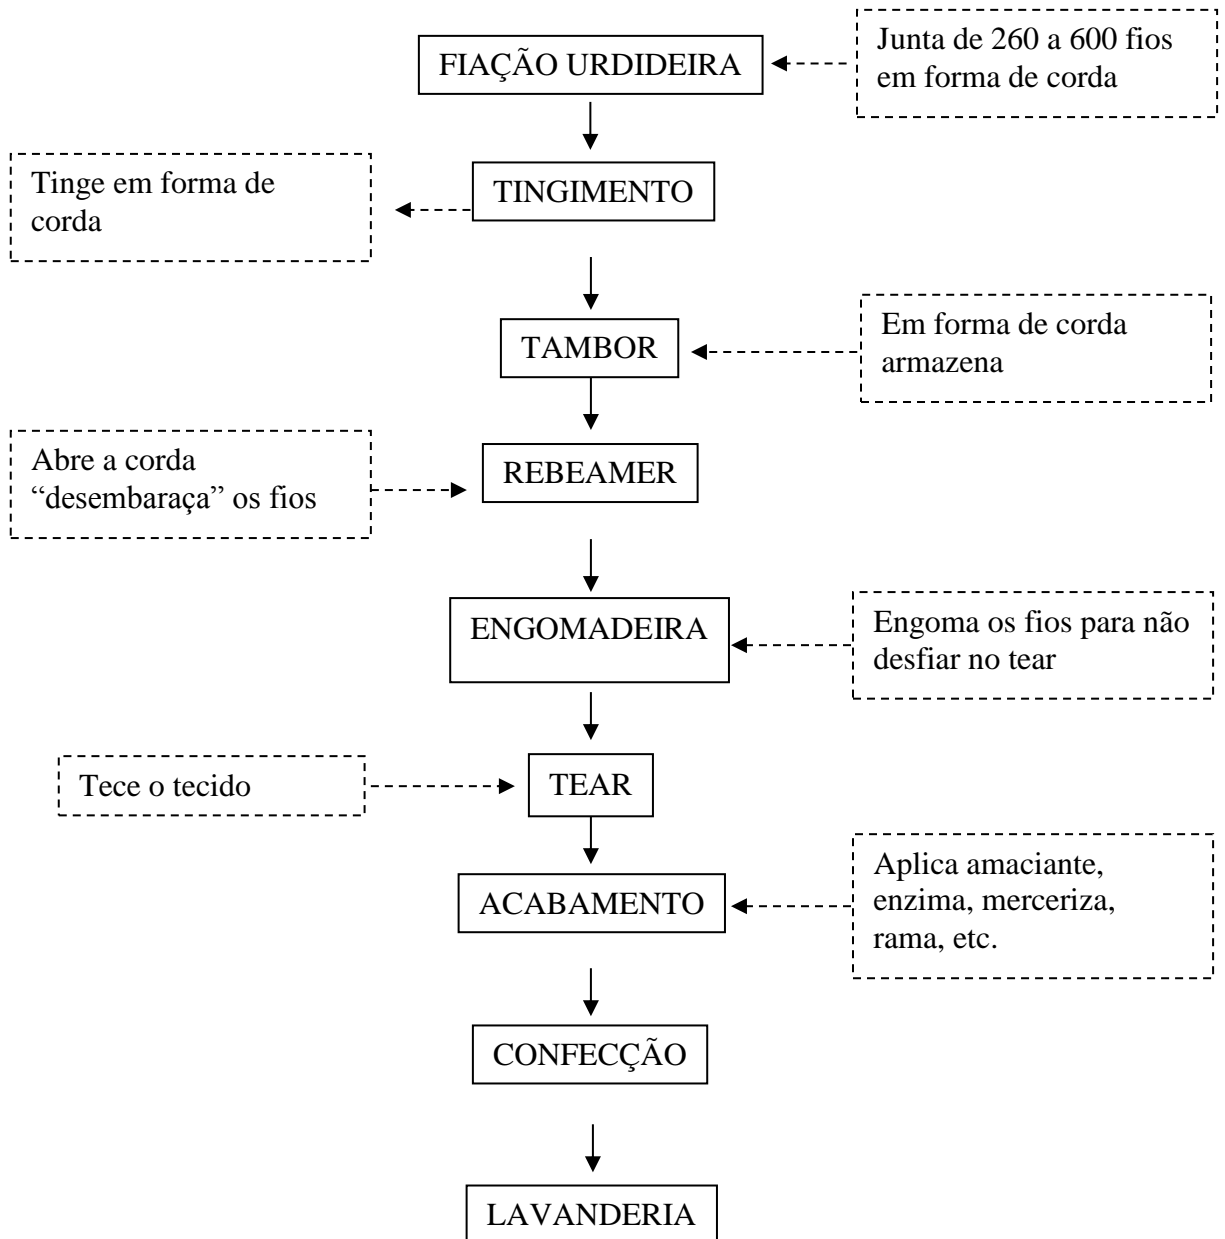 FIAÇÃO URDIDEIRA
Junta de 260 a 600 fios
em forma de corda
Tinge em forma de
corda
TINGIMENTO
TAMBOR
Em forma de corda
armazena
Abre a corda
“desembaraça” os fios
REBEAMER
ENGOMADEIRA
Engoma os fios para não
desfiar no tear
Tece o tecido
TEAR
ACABAMENTO
Aplica amaciante,
enzima, merceriza,
rama, etc.
CONFECÇÃO
LAVANDERIA